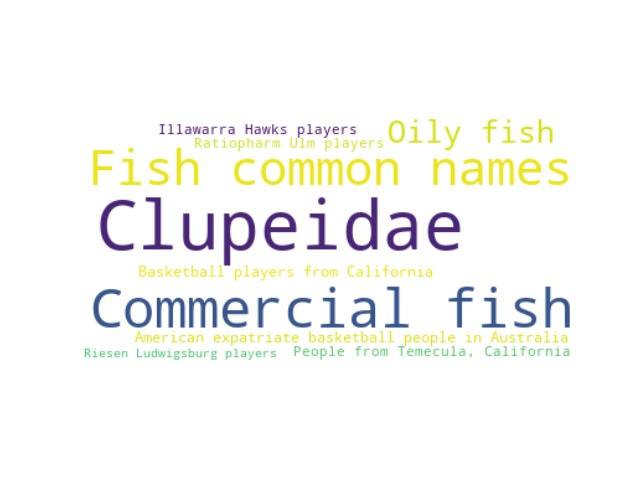 Illawarra Hawks players
Oily fish
Ratiopharm Ulm players
Fish common names
Clupeidae
Basketball players from California
Commercial fish
American expatriate basketball people in Australia
Riesen Ludwigsburg players
People from Temecula, California